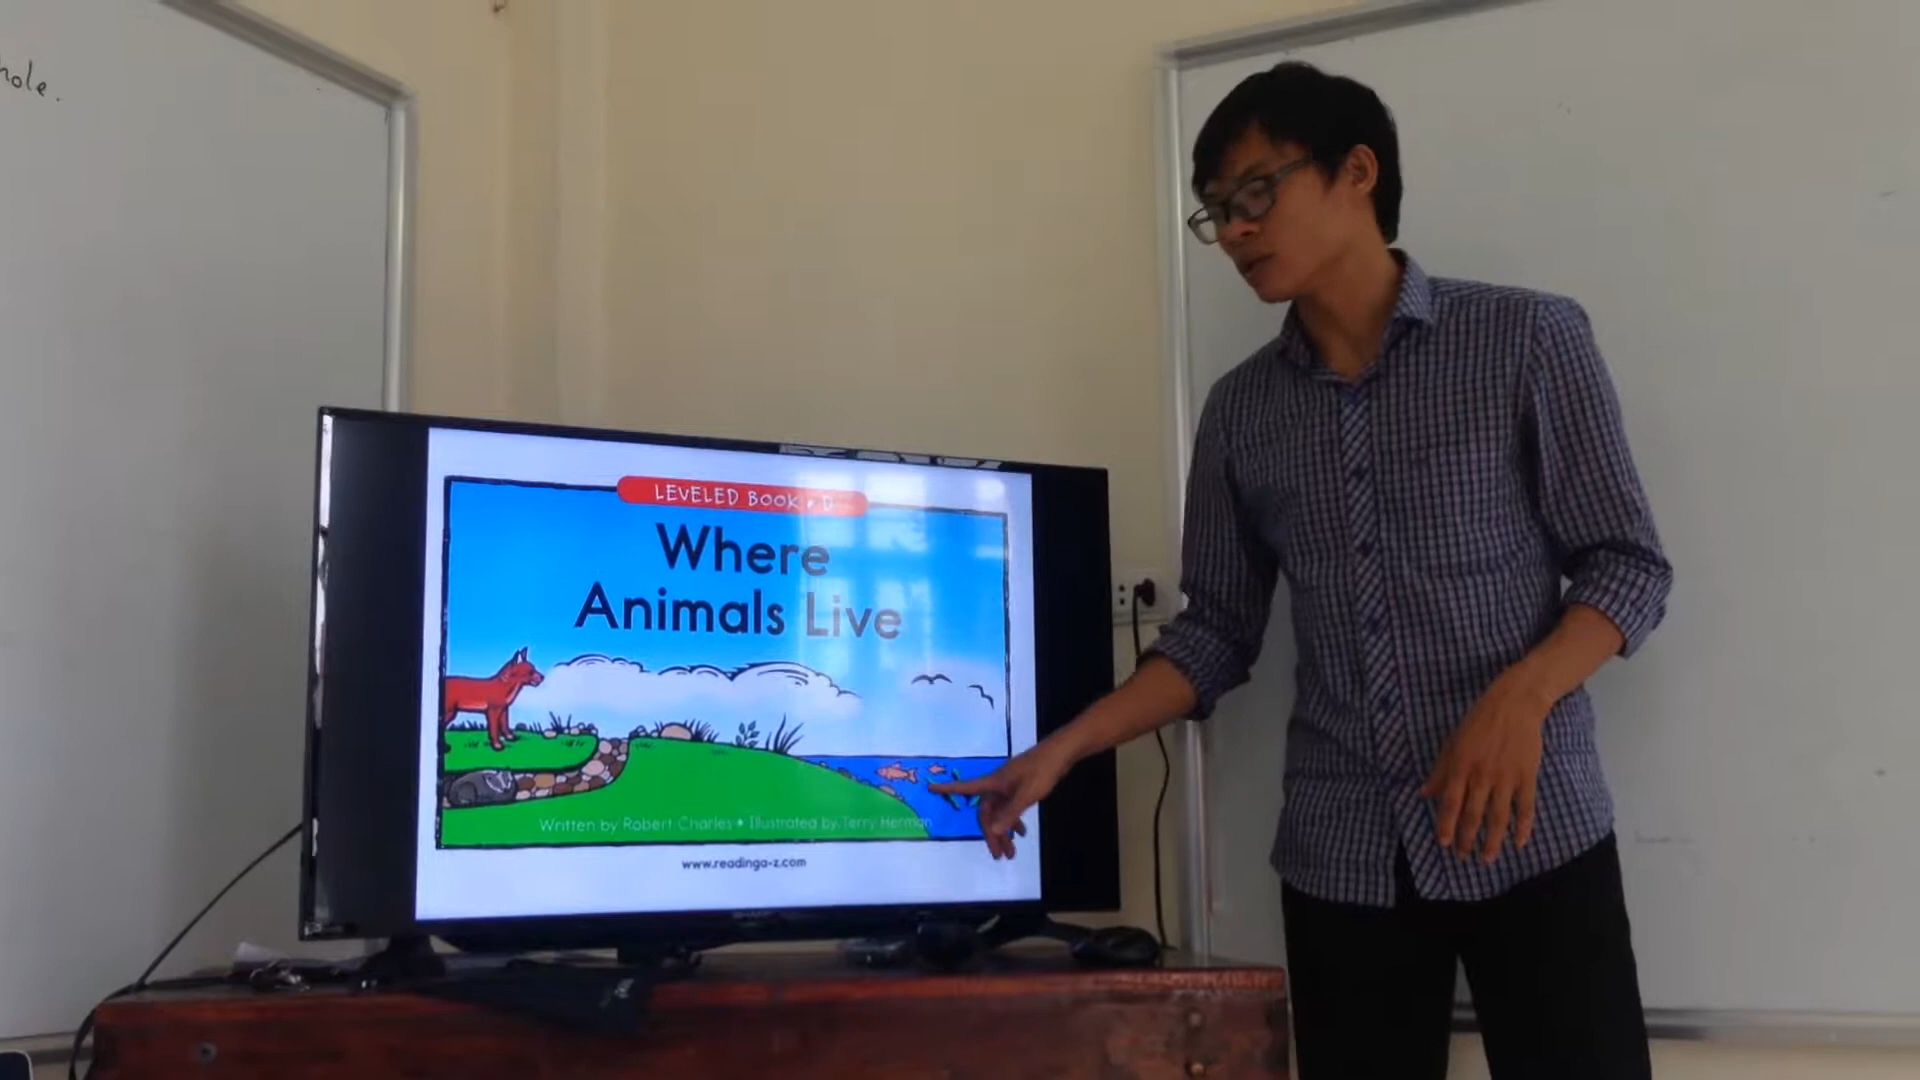 hole.
LEVELED BOOK • D
Where
Animals Live
Written by Robert Charles • Illustrated by Terry Herman
www.readinga-z.com